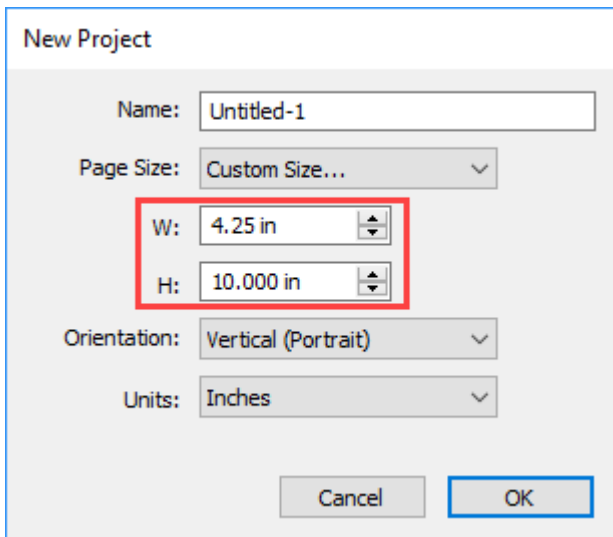 New Project
Name: Untitled-1
Page Size: Custom Size...
W: 4.25 in
H: 10.000 in
Orientation: Vertical (Portrait)
Units: Inches
Cancel OK